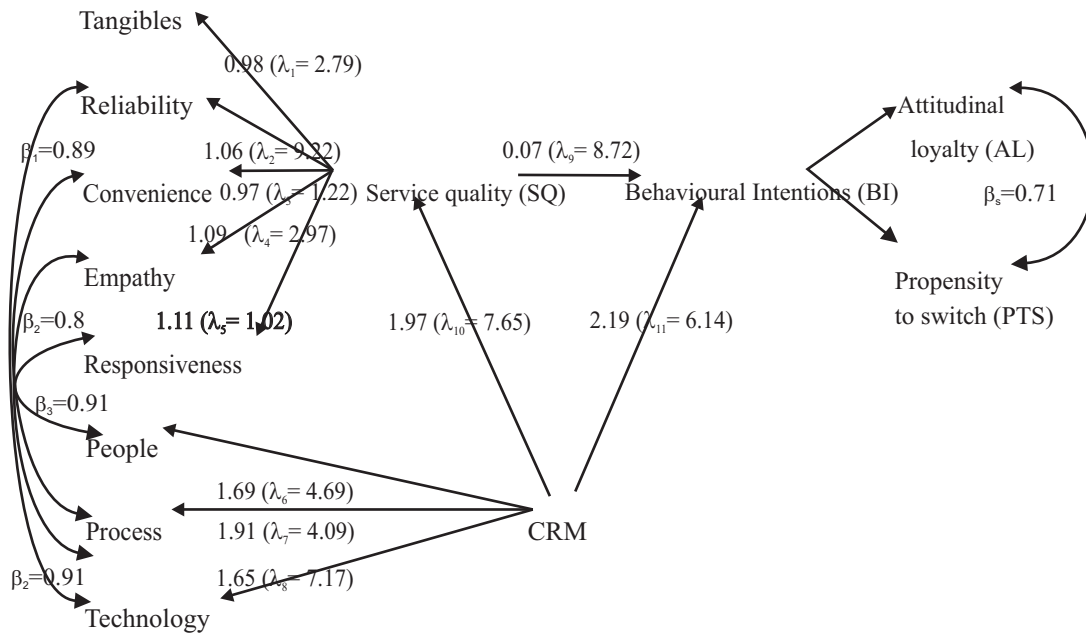 Tangibles
0.98 (λ₁= 2.79)
Reliability
Attitudinal
β₁=0.89
1.06 (λ₂= 9.22)
0.07 (λ₉= 8.72)
loyalty (AL)
Convenience
0.97 (λ₃= 1.22)
Service quality (SQ)
Behavioural Intentions (BI)
βₛ=0.71
1.09 (λ₄= 2.97)
Empathy
Propensity
to switch (PTS)
β₂=0.8
1.11 (λ₅= 1.02)
1.97 (λ₁₀ = 7.65)
2.19 (λ₁₁ = 6.14)
Responsiveness
β₃=0.91
People
1.69 (λ₆= 4.69)
Process
1.91 (λ₇= 4.09)
CRM
β₂=0.91
1.65 (λ₈= 7.17)
Technology